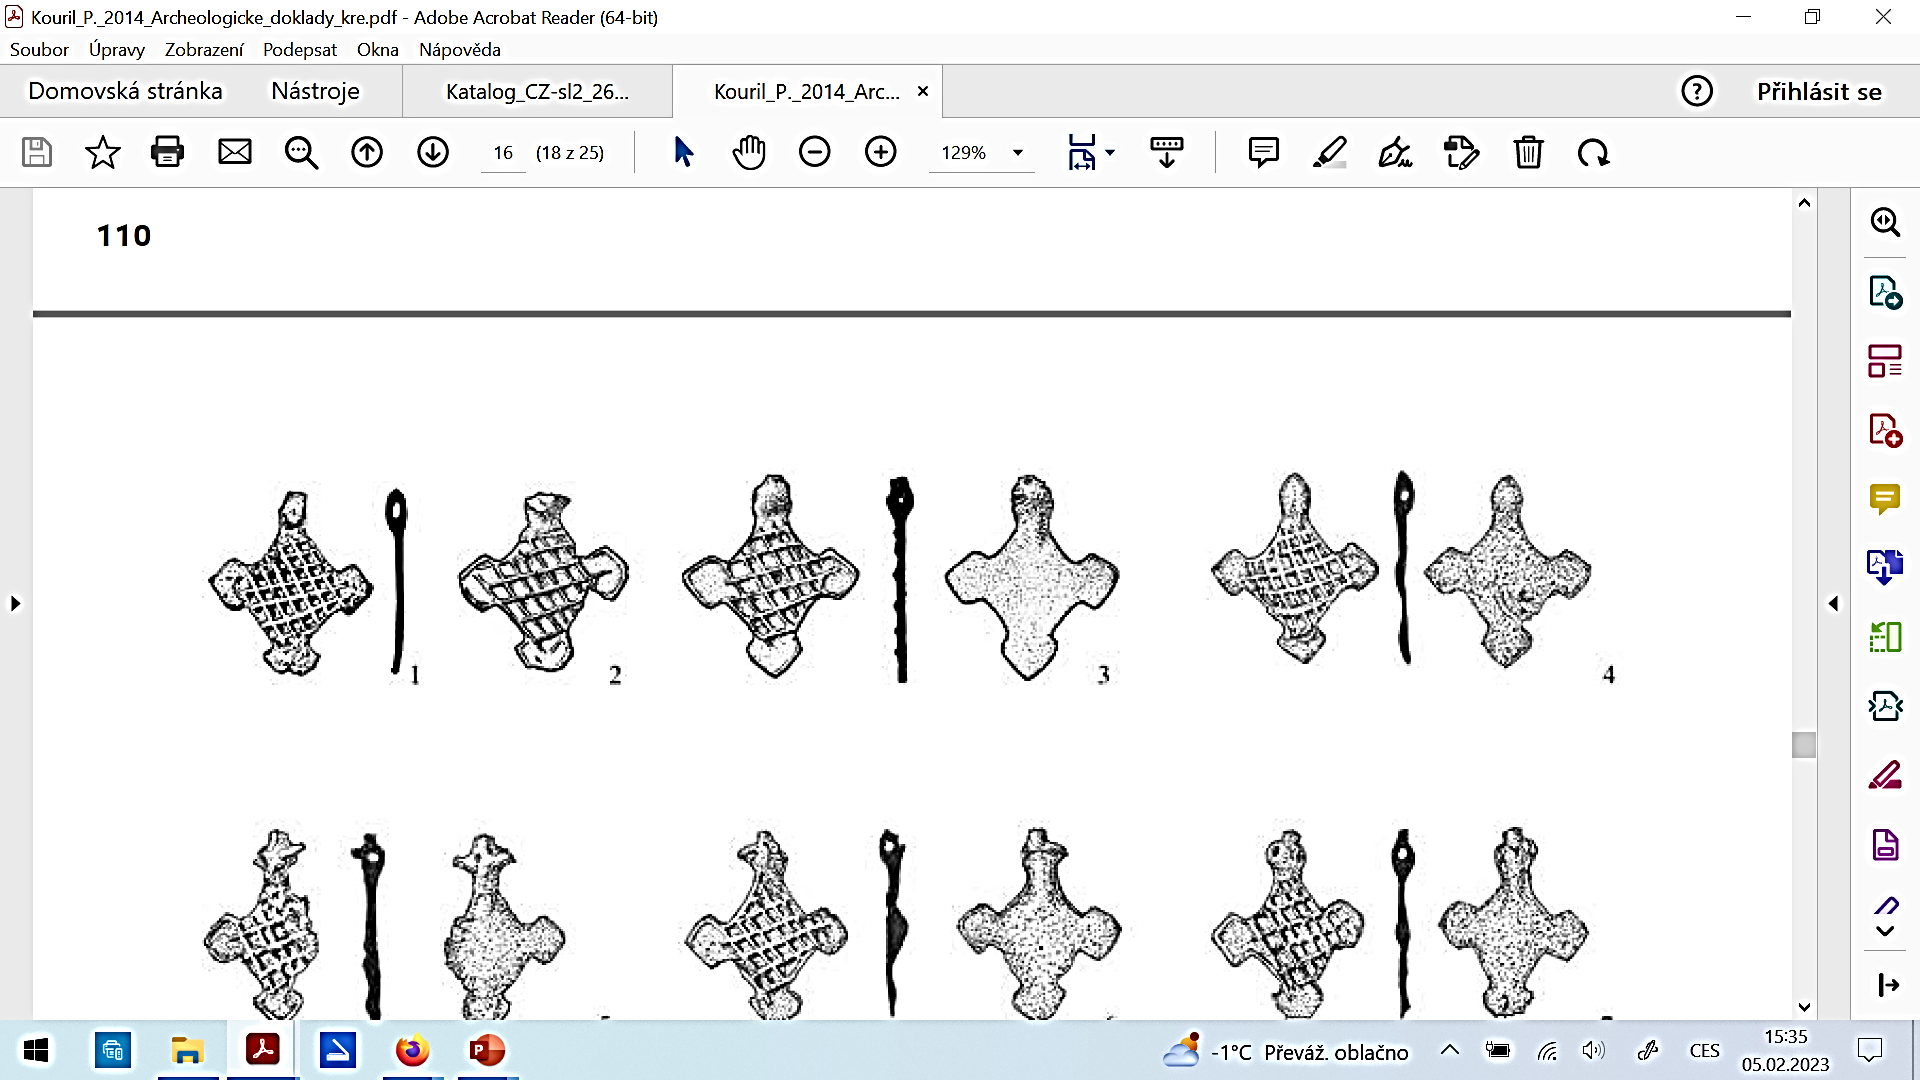 Kouril_P._2014_Archeologicke_doklady_kre.pdf - Adobe Acrobat Reader (64-bit)
Soubor Úpravy Zobrazení Podepsat Okna Nápověda
Domovská stránka Nástroje Katalog_CZ-sl2_26... Kouril_P._2014_Arc... × ? Přihlásit se
16 (18 z 25) 129%
110
1 2 3 4
-1°C Převáž. oblačno CES 15:35
05.02.2023